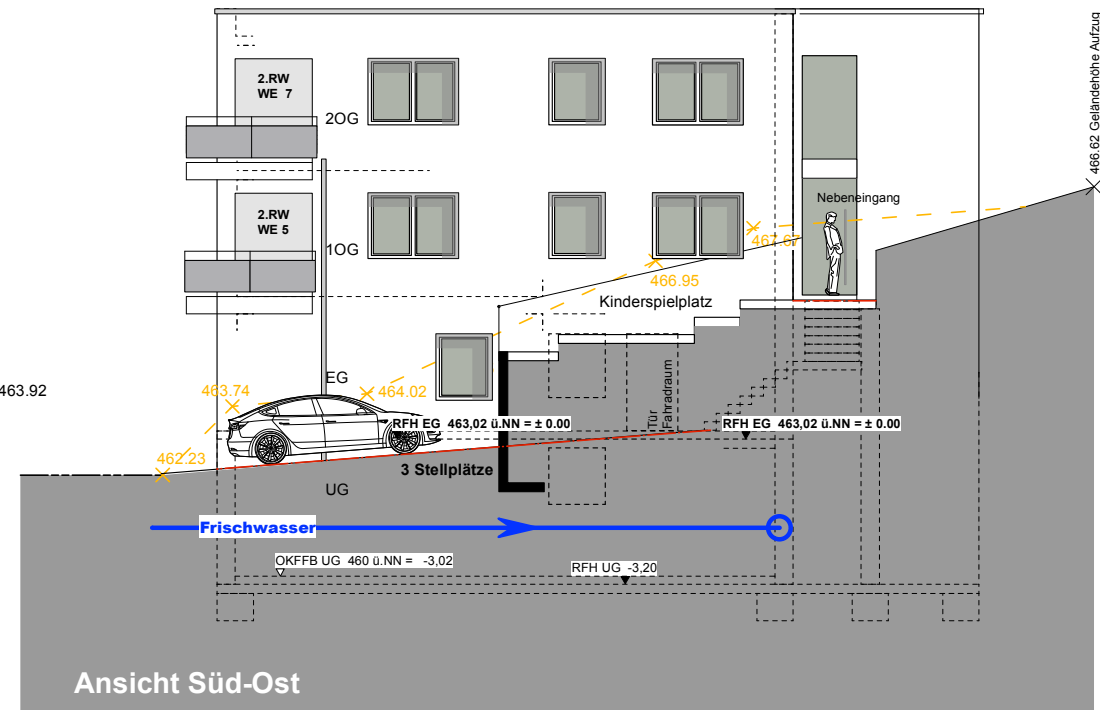 466.62 Geländehöhe Aufzug
2.RW
WE 7
2OG
2.RW
WE 5
1OG
Nebeneingang
467.67
466.95
Kinderspielplatz
EG
463.92
463.74
464.02
Tür
Fahradraum
RFH EG 463,02 ü.NN = ± 0.00
RFH EG 463,02 ü.NN = ± 0.00
462.23
3 Stellplätze
UG
Frischwasser
OKFFB UG 460 ü.NN = -3,02
RFH UG -3,20
Ansicht Süd-Ost